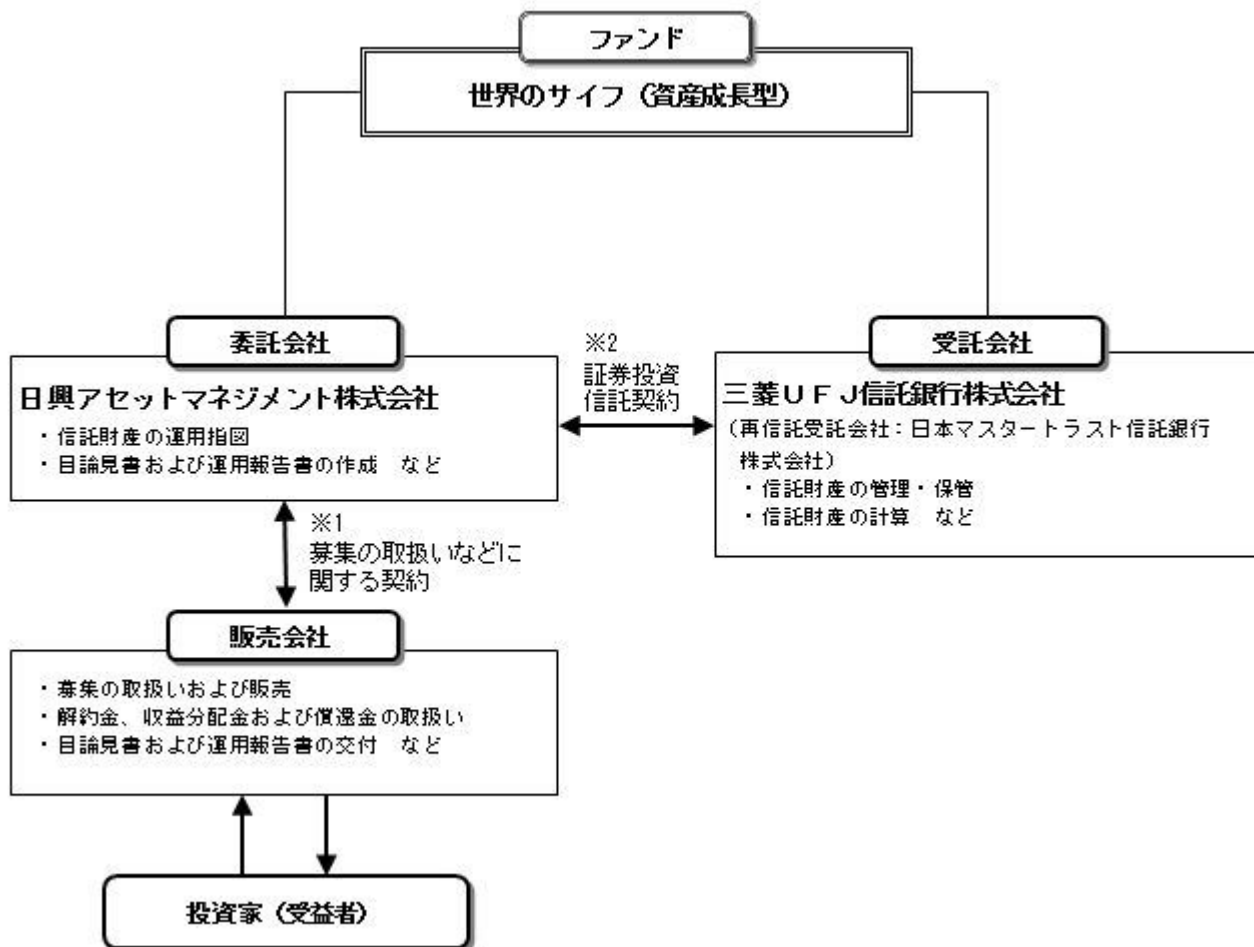 ファンド
世界のサイフ（資産成長型）
委託会社
日興アセットマネジメント株式会社
・信託財産の運用指図
・目論見書および運用報告書の作成　など
※2
証券投資
信託契約
受託会社
三菱ＵＦＪ信託銀行株式会社
（再信託受託会社：日本マスタートラスト信託銀行
株式会社）
・信託財産の管理・保管
・信託財産の計算　など
※1
募集の取扱いなどに
関する契約
販売会社
・募集の取扱いおよび販売
・解約金、収益分配金および償還金の取扱い
・目論見書および運用報告書の交付　など
投資家（受益者）